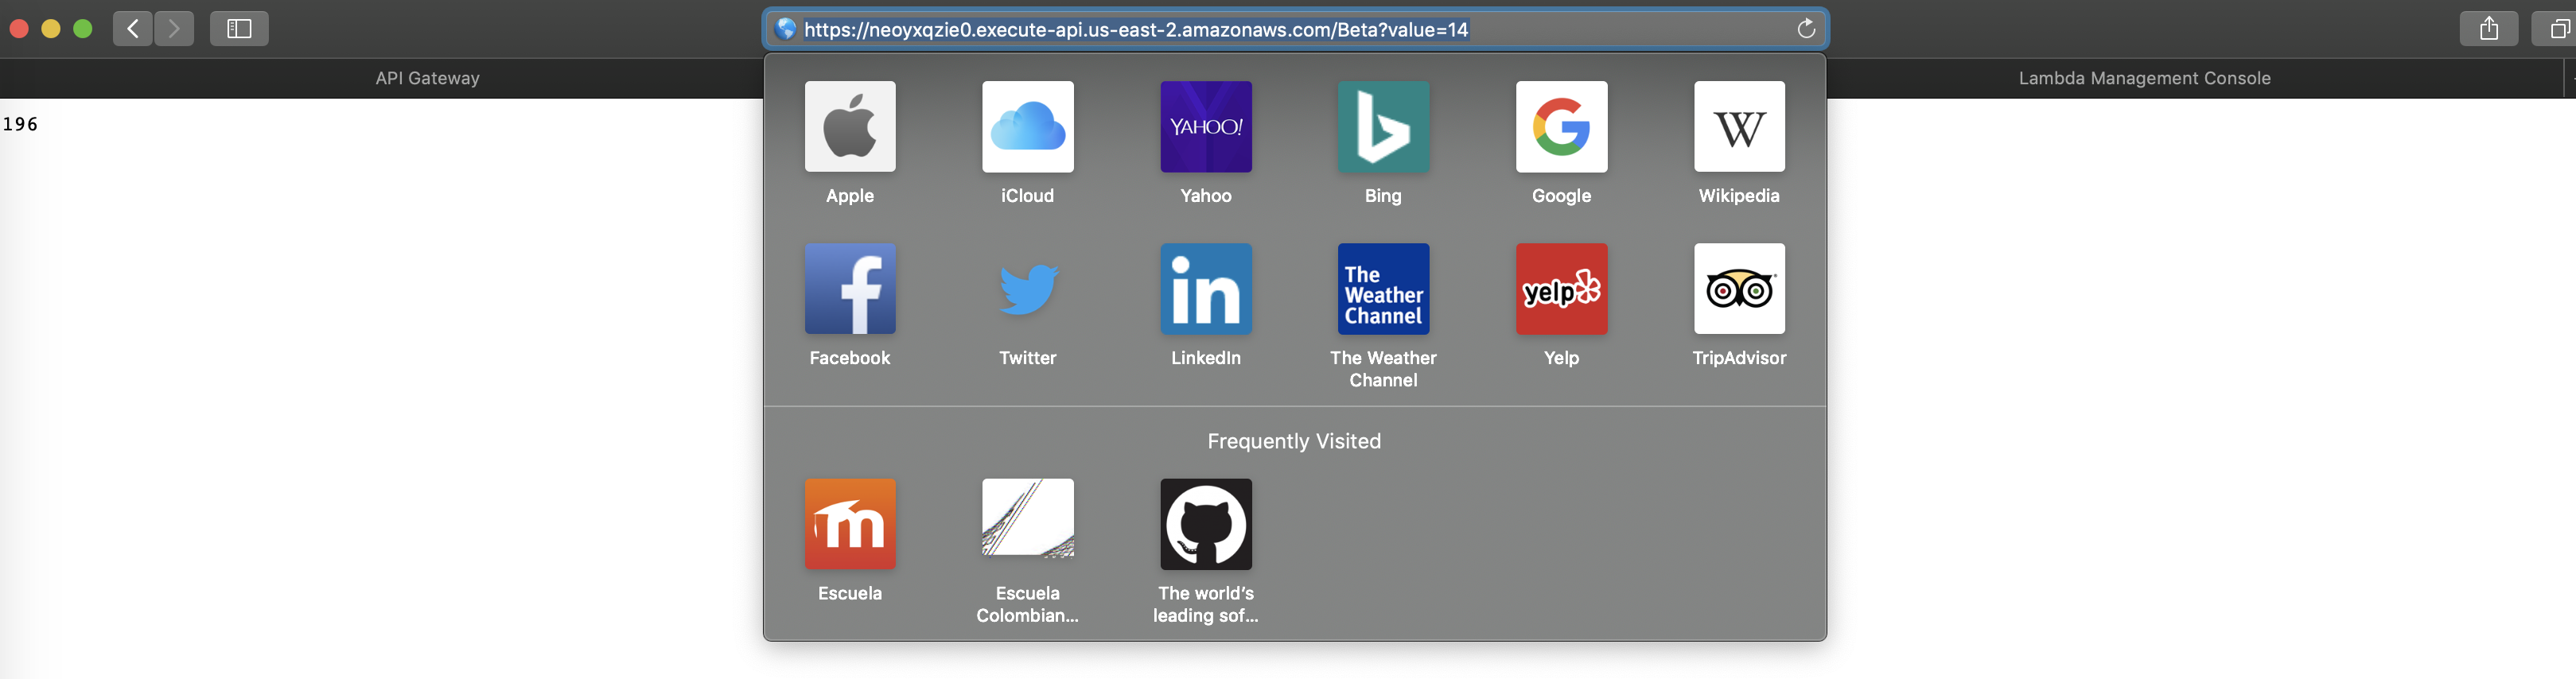 https://neoyxqzie0.execute-api.us-east-2.amazonaws.com/Beta?value=14
API Gateway
Lambda Management Console
196
YAHOO!
W
Apple
iCloud
Yahoo
Bing
Google
Wikipedia
f
in
The
Weather
Channel
yelp
Facebook
Twitter
LinkedIn
The Weather
Channel
Yelp
TripAdvisor
Frequently Visited
m
Escuela
Escuela
Colombian...
The world's
leading sof...